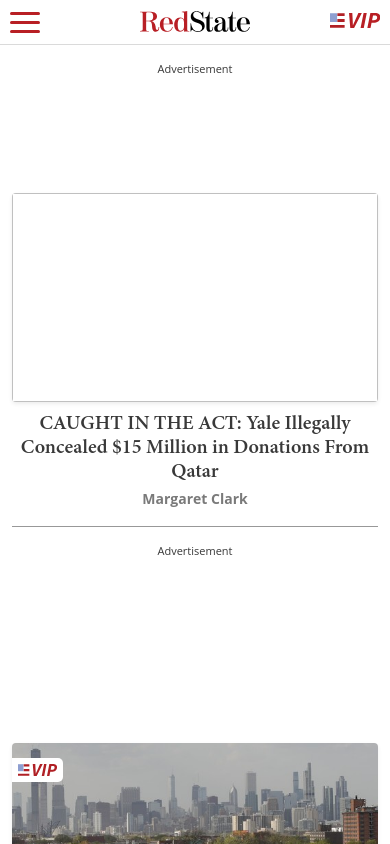 RedState
VIP
Advertisement
CAUGHT IN THE ACT: Yale Illegally
Concealed $15 Million in Donations From
Qatar
Margaret Clark
Advertisement
VIP